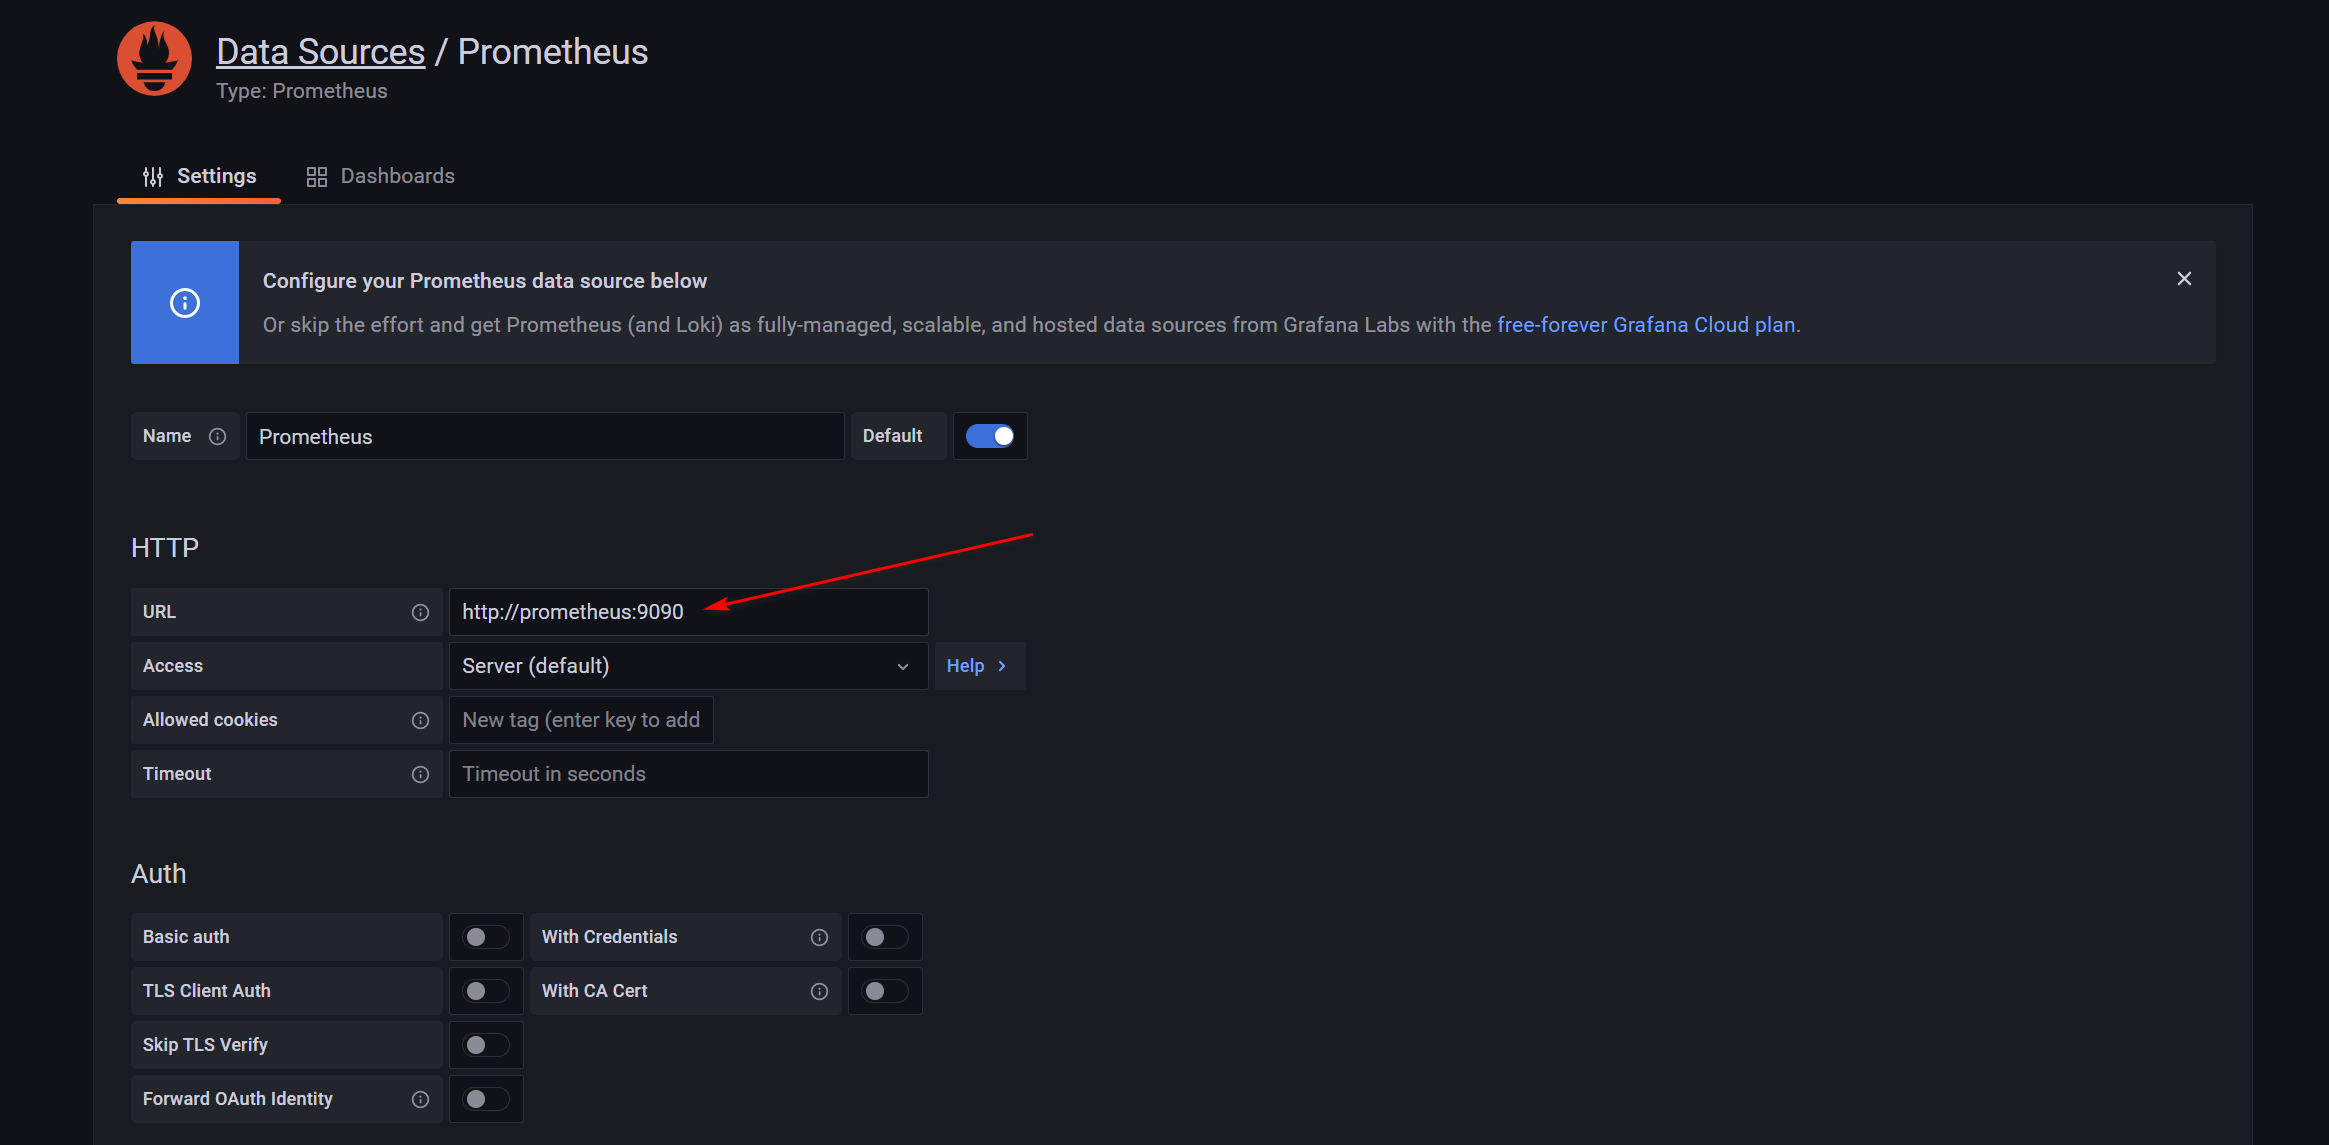 Data Sources / Prometheus
Type: Prometheus
Settings
Dashboards
Configure your Prometheus data source below
Or skip the effort and get Prometheus (and Loki) as fully-managed, scalable, and hosted data sources from Grafana Labs with the free-forever Grafana Cloud plan.
Name
Prometheus
Default
HTTP
URL
http://prometheus:9090
Access
Server (default)
Help
Allowed cookies
New tag (enter key to add
Timeout
Timeout in seconds
Auth
Basic auth
With Credentials
TLS Client Auth
With CA Cert
Skip TLS Verify
Forward OAuth Identity